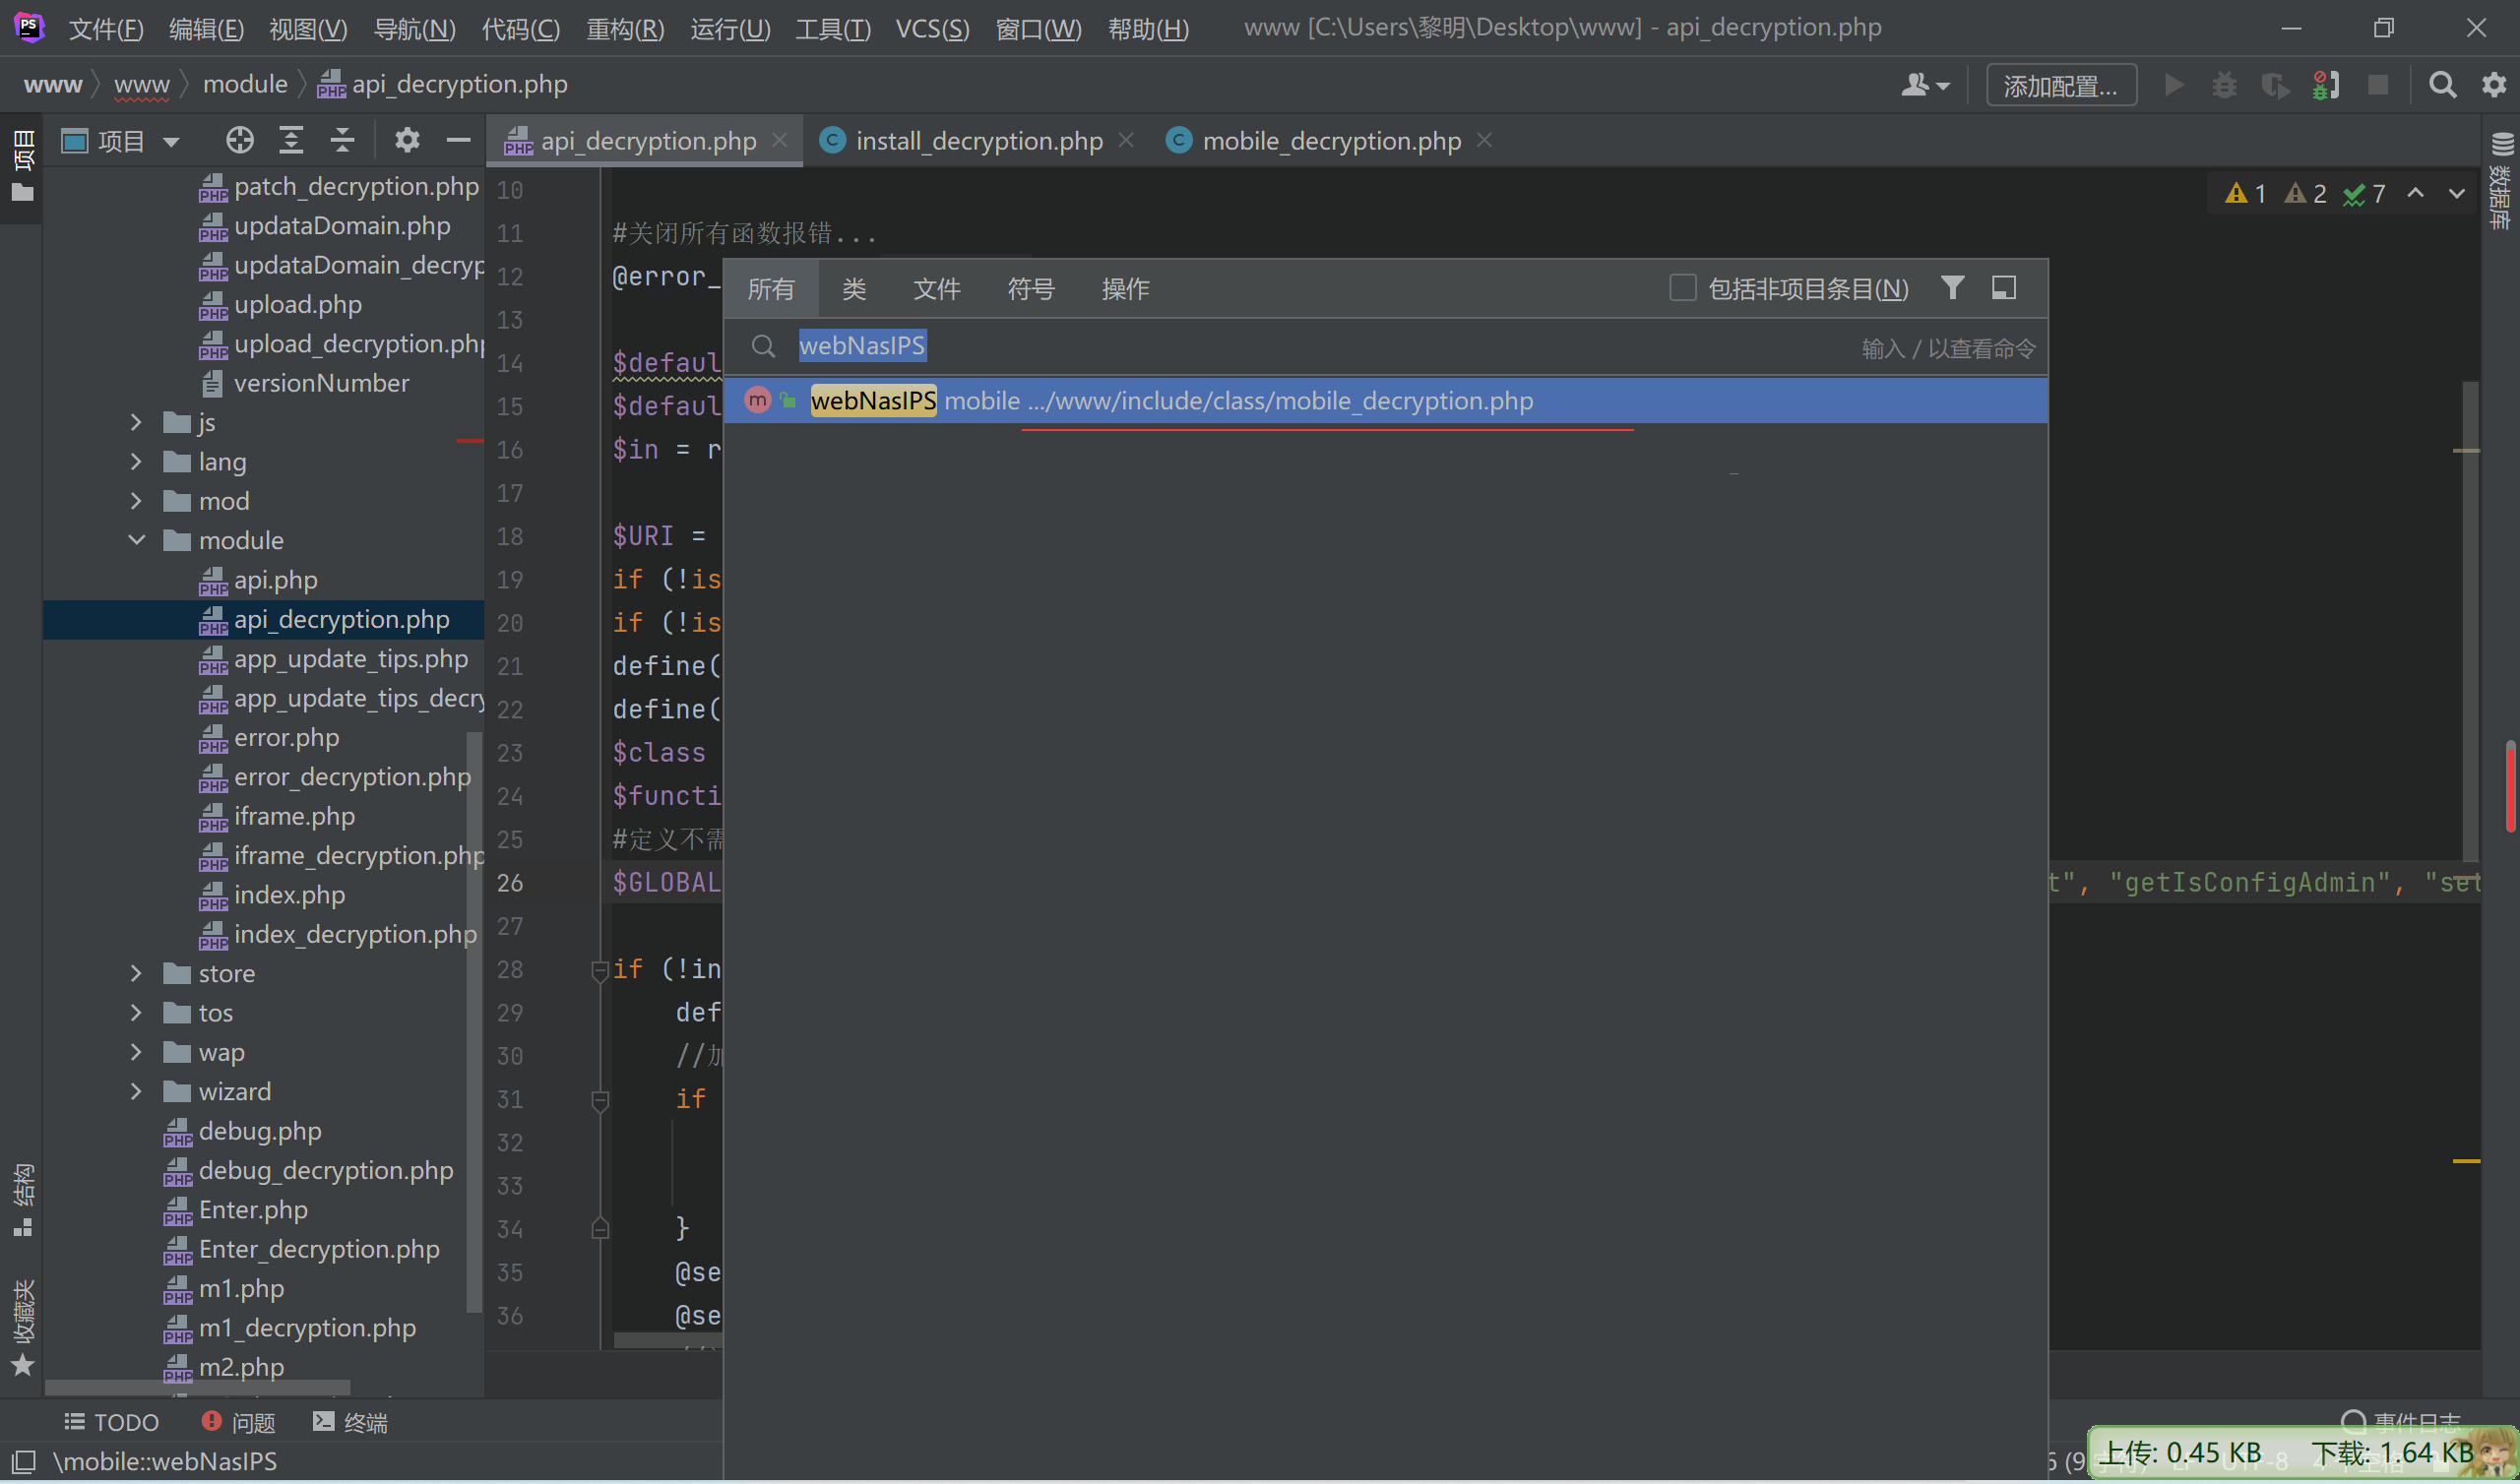 文件(F) 编辑(E) 视图(V) 导航(N) 代码(C) 重构(R) 运行(U) 工具(T) VCS(S) 窗口(W) 帮助(H) www [C:\Users\黎明\Desktop\www] - api_decryption.php
www www module api_decryption.php 添加配置...
项目 api_decryption.php install_decryption.php mobile_decryption.php
项目
数据库
结构
收藏夹
patch_decryption.php
updataDomain.php
updataDomain_decryp
upload.php
upload_decryption.php
versionNumber
js
lang
mod
module
api.php
api_decryption.php
app_update_tips.php
app_update_tips_decry
error.php
error_decryption.php
iframe.php
iframe_decryption.php
index.php
index_decryption.php
store
tos
wap
wizard
debug.php
debug_decryption.php
Enter.php
Enter_decryption.php
m1.php
m1_decryption.php
m2.php
1 2 7
10
11 #关闭所有函数报错...
12 @error_
13
14 $defaul
15 $defaul
16 $in = r
17
18 $URI =
19 if (!is
20 if (!is
21 define(
22 define(
23 $class
24 $functi
25 #定义不需
26 $GLOBAL t", "getIsConfigAdmin", "set
27
28 if (!in
29 def
30 //加
31 if
32
33
34 }
35 @se
36 @se
所有 类 文件 符号 操作 包括非项目条目(N)
webNasIPS 输入 / 以查看命令
webNasIPS mobile .../www/include/class/mobile_decryption.php
TODO 问题 终端 事件日志
\mobile::webNasIPS
上传: 0.45 KB 下载: 1.64 KB